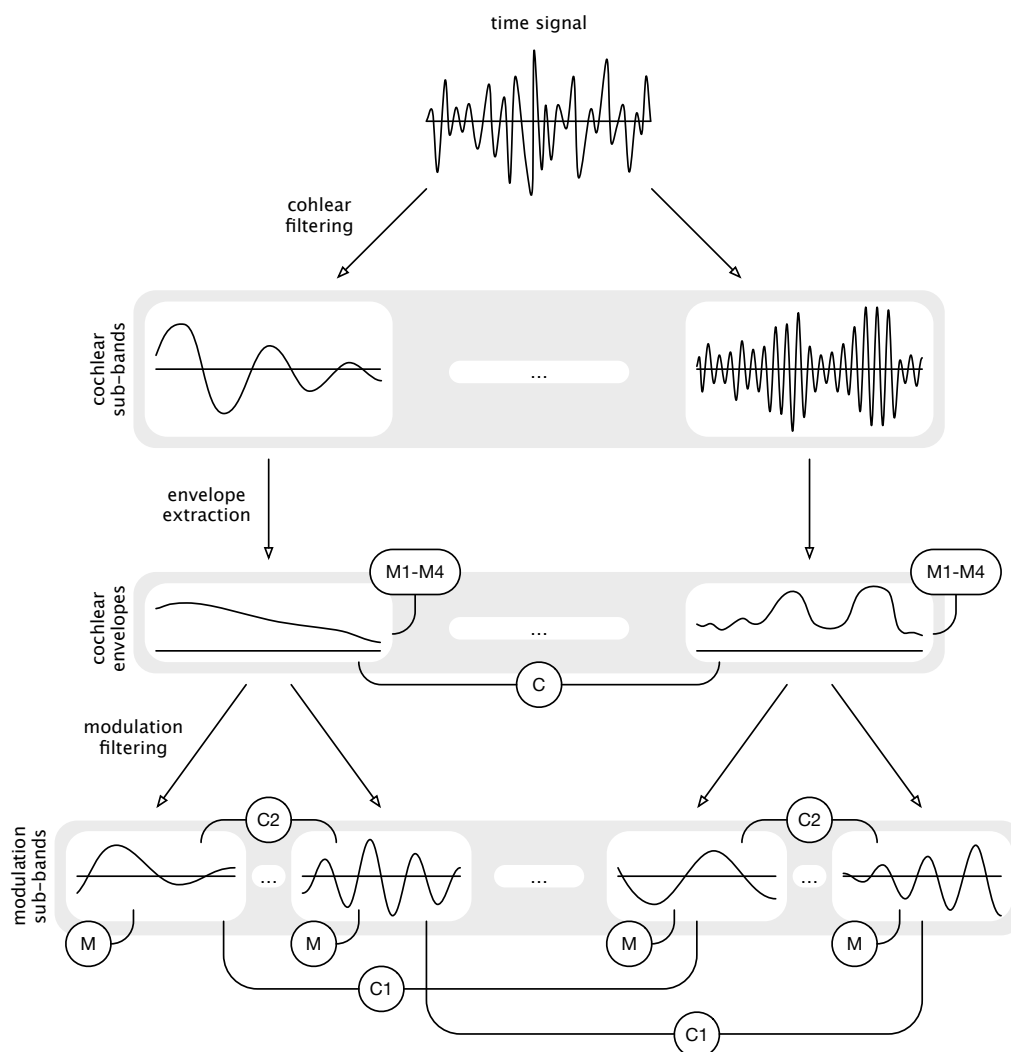 time signal
cohlear
filtering
cochlear
sub-bands
...
envelope
extraction
M1-M4
M1-M4
cochlear
envelopes
...
C
modulation
filtering
C2
C2
modulation
sub-bands
...
...
...
M
M
M
M
C1
C1